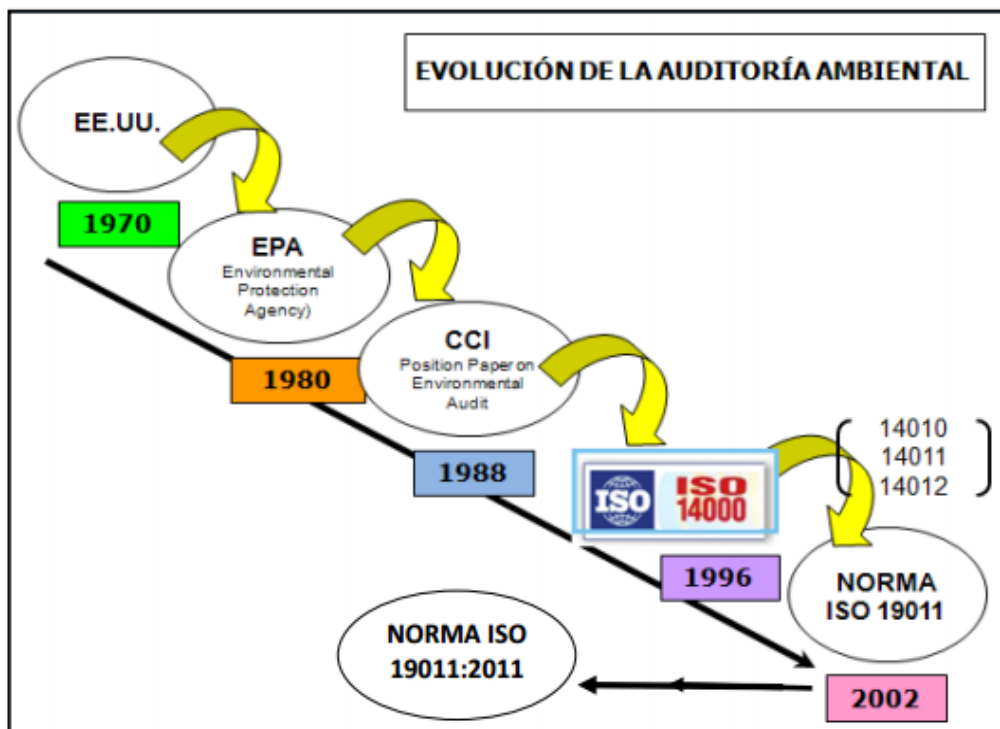 EVOLUCIÓN DE LA AUDITORÍA AMBIENTAL
EE.UU.
1970
EPA
Environmental
Protection
Agency)
1980
CCI
Position Paper on
Environmental
Audit
1988
ISO
ISO
14000
1996
14010
14011
14012
NORMA
ISO 19011
2002
NORMA ISO
19011:2011